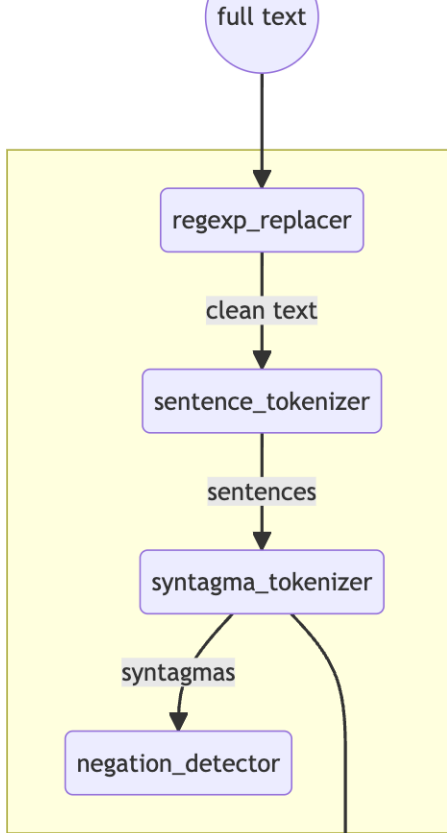 full text
regexp_replacer
clean text
sentence_tokenizer
sentences
syntagma_tokenizer
syntagmas
negation_detector